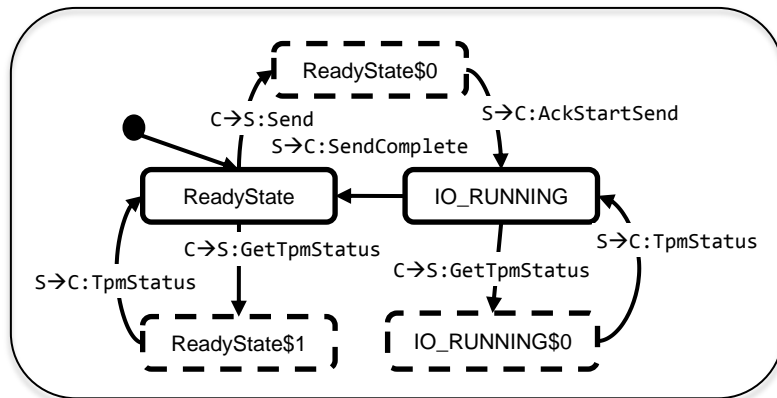 ReadyState$0
C→S:Send
S→C:AckStartSend
S→C:SendComplete
ReadyState
IO_RUNNING
C→S:GetTpmStatus
S→C:TpmStatus
C→S:GetTpmStatus
S→C:TpmStatus
ReadyState$1
IO_RUNNING$0